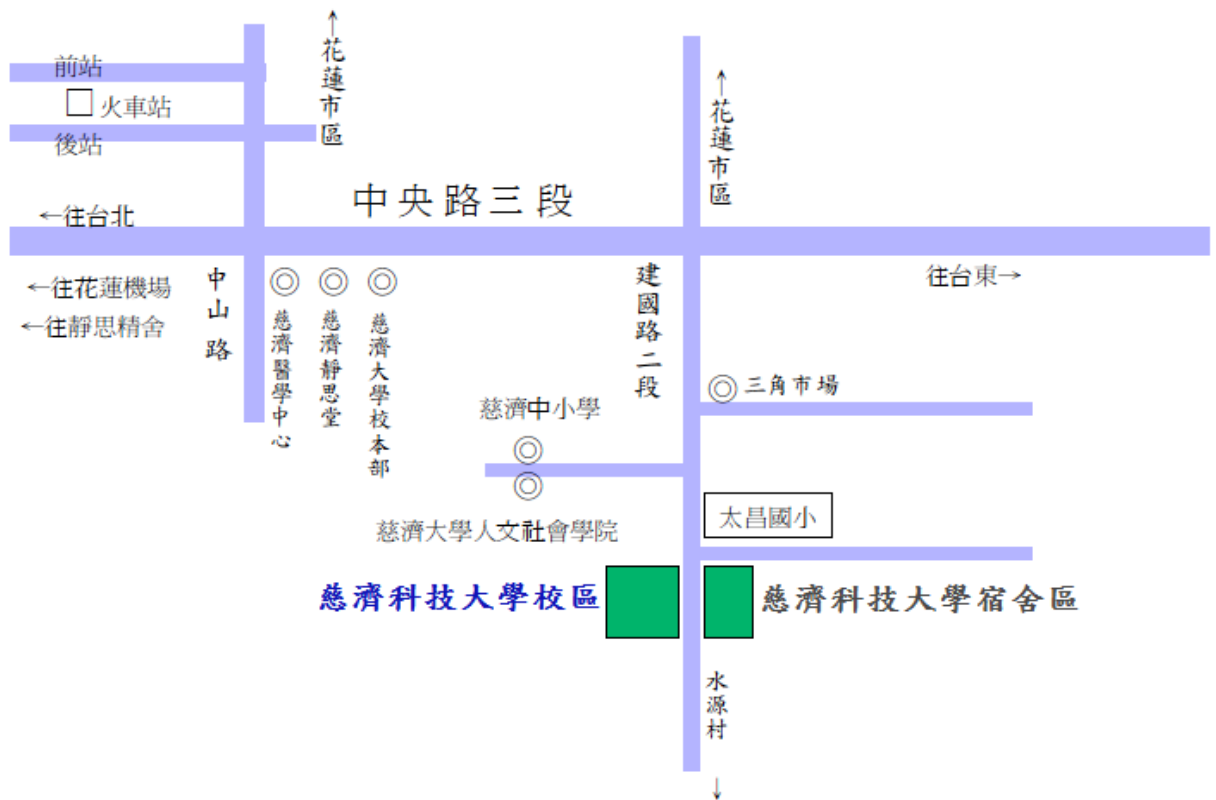 ↑花蓮市區
前站
□火車站
後站
↑花蓮市區
中央路三段
←往台北
←往花蓮機場
←往靜思精舍
中山路
◎慈濟醫學中心
◎慈濟靜思堂
◎慈濟大學校本部
建國路二段
往台東→
◎三角市場
慈濟中小學
◎
◎
慈濟大學人文社會學院
太昌國小
慈濟科技大學校區
慈濟科技大學宿舍區
水源村
↓